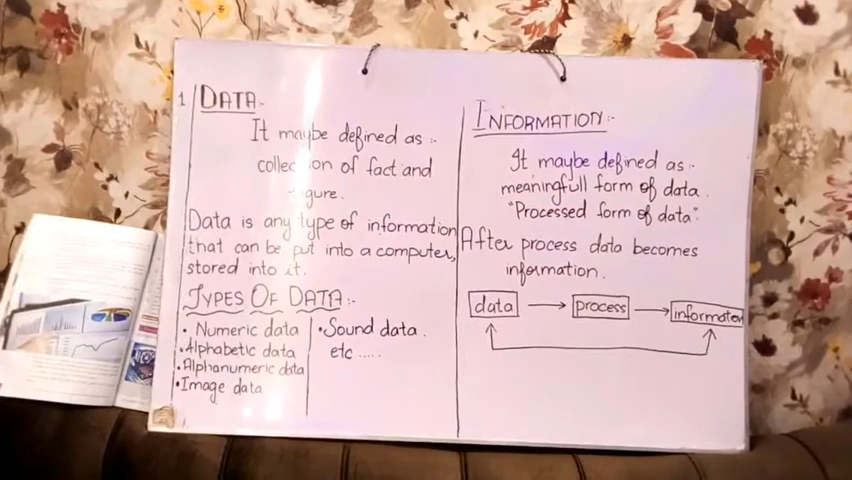 1 DATA:-
It maybe defined as :-
collection of fact and
figure.
Data is any type of information
that can be put into a computer,
stored into it.
TYPES OF DATA:-
• Numeric data
• Alphabetic data
• Alphanumeric data
• Image data
• Sound data.
etc .....
INFORMATION:-
It maybe defined as :-
meaningfull form of data.
"Processed form of data".
After process data becomes
information.
data → process → information